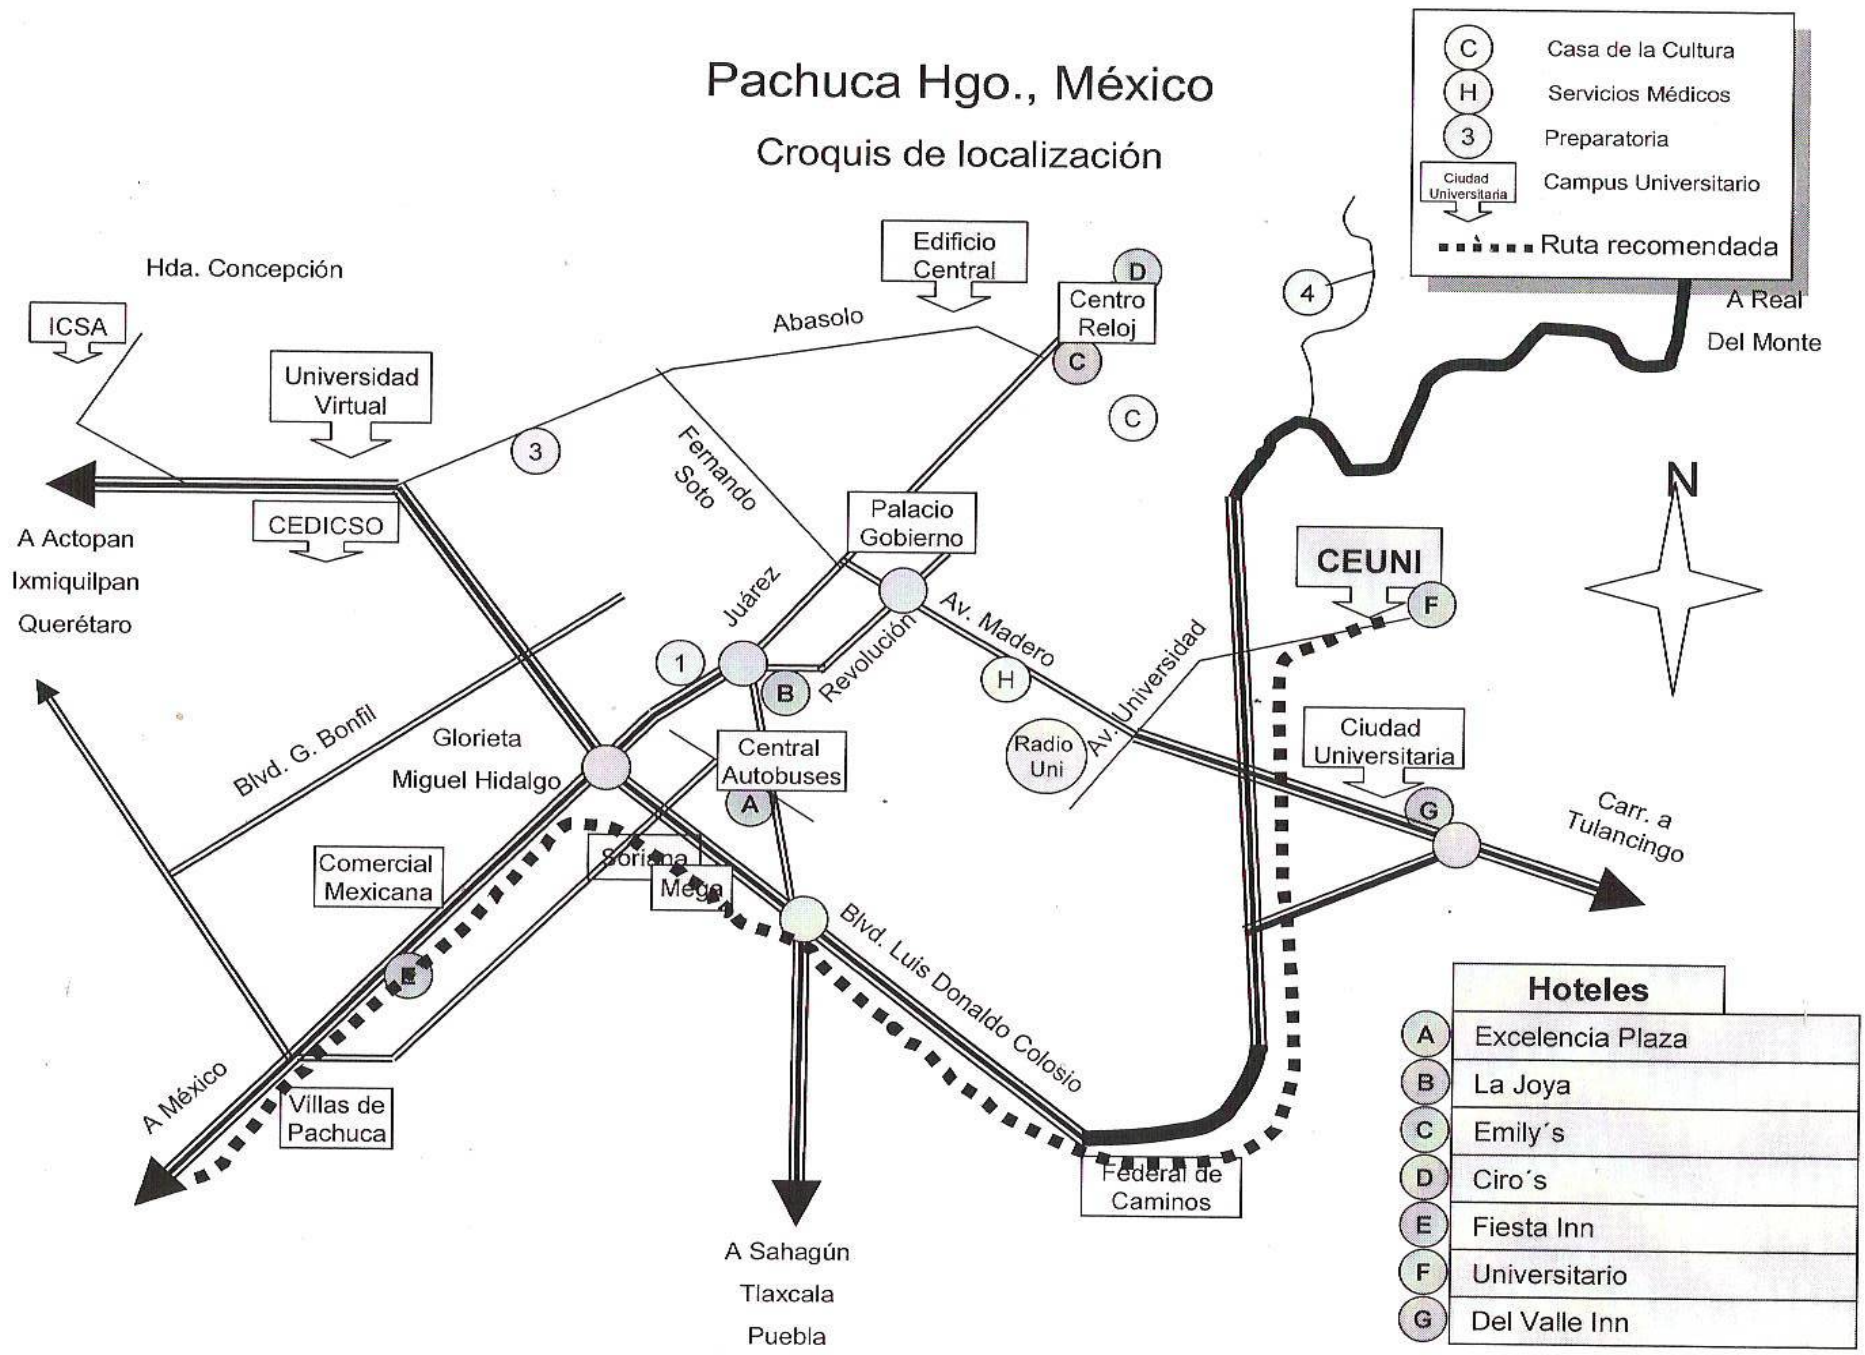 Pachuca Hgo., México
Croquis de localización
C Casa de la Cultura
H Servicios Médicos
3 Preparatoria
Ciudad
Universitaria
Campus Universitario
Ruta recomendada
A Real
Del Monte
4
Edificio
Central
D
Centro
Reloj
C
C
Hda. Concepción
ICSA
Abasolo
Universidad
Virtual
3
Fernando
Soto
CEDICSO
A Actopan
Ixmiquilpan
Querétaro
Palacio
Gobierno
N
CEUNI
F
Juárez
Av. Madero
Revolución
1
B
H
Av. Universidad
Radio
Uni
Ciudad
Universitaria
G
Carr. a
Tulancingo
Blvd. G. Bonfil
Glorieta
Miguel Hidalgo
Central
Autobuses
A
Soriana
Mega
Comercial
Mexicana
E
Blvd. Luis Donaldo Colosio
A México
Villas de
Pachuca
Federal de
Caminos
A Sahagún
Tlaxcala
Puebla
Hoteles
A Excelencia Plaza
B La Joya
C Emily´s
D Ciro´s
E Fiesta Inn
F Universitario
G Del Valle Inn